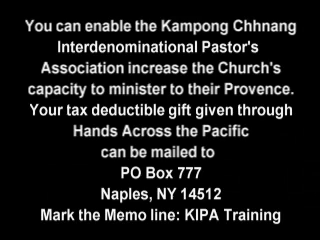 You can enable the Kampong Chhnang
Interdenominational Pastor's
Association increase the Church's
capacity to minister to their Provence.
Your tax deductible gift given through
Hands Across the Pacific
can be mailed to
PO Box 777
Naples, NY 14512
Mark the Memo line: KIPA Training